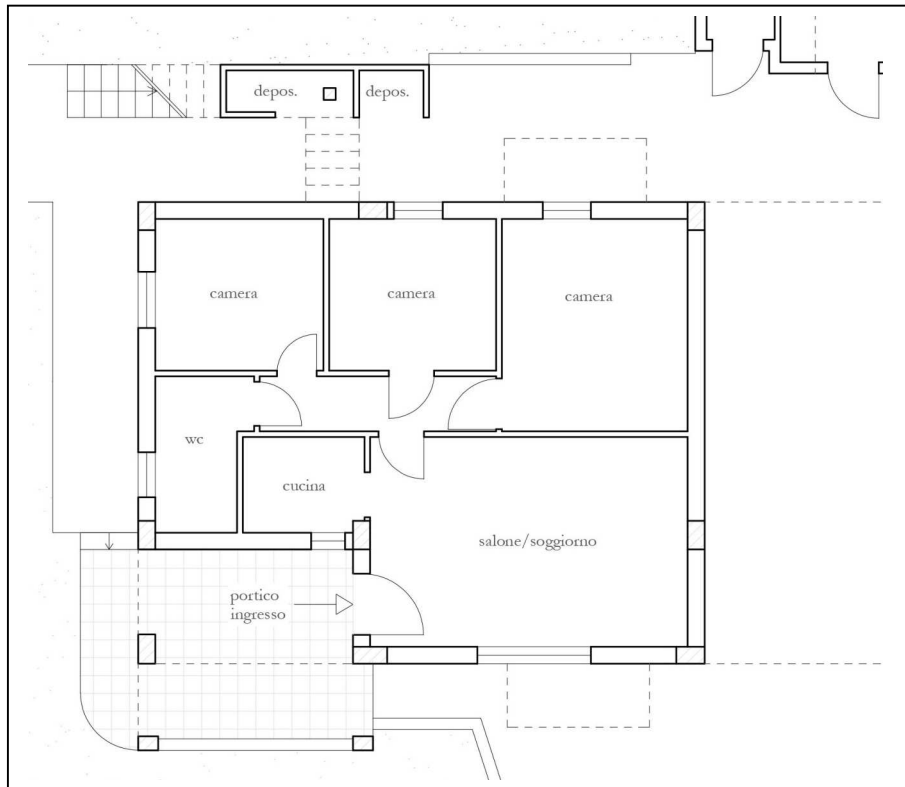 depos.
depos.
camera
camera
camera
wc
cucina
salone/soggiorno
portico
ingresso